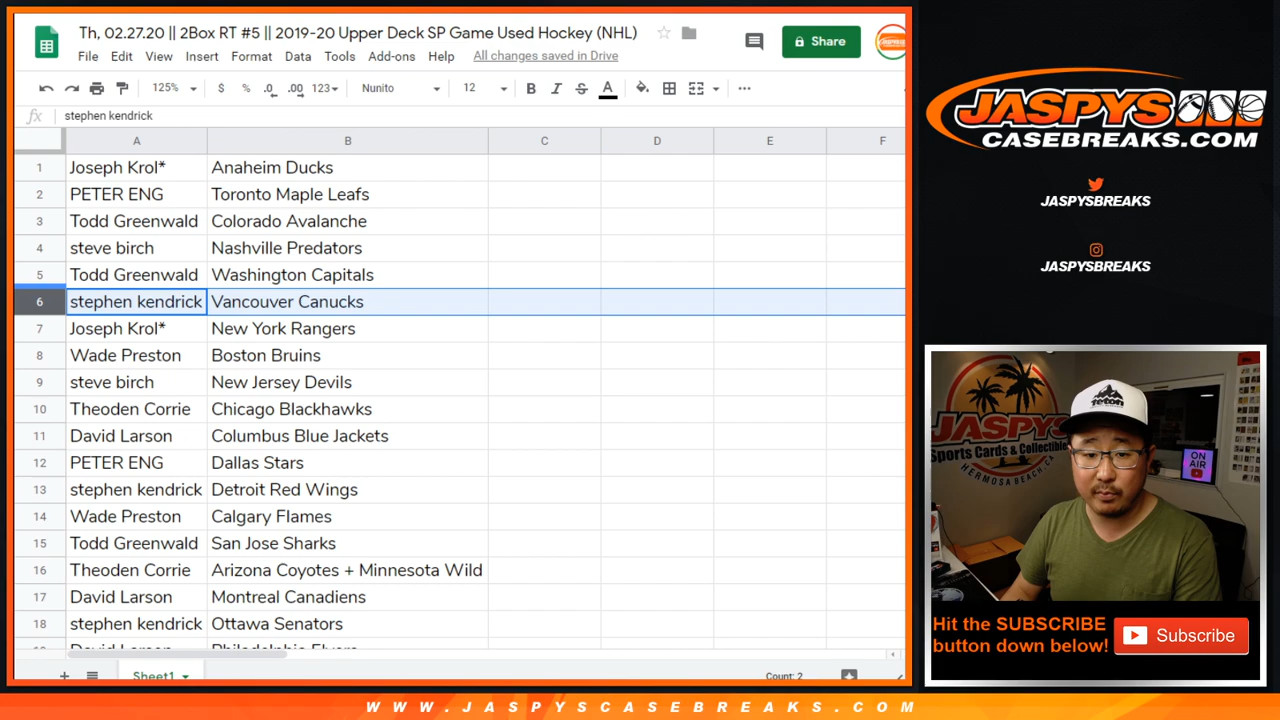 Th, 02.27.20 || 2Box RT #5 || 2019-20 Upper Deck SP Game Used Hockey (NHL)
File Edit View Insert Format Data Tools Add-ons Help All changes saved in Drive
Share
125% $ % .0 .00 123 Nunito 12 B I S A
fx stephen kendrick
A B C D E F
1 Joseph Krol* Anaheim Ducks
2 PETER ENG Toronto Maple Leafs
3 Todd Greenwald Colorado Avalanche
4 steve birch Nashville Predators
5 Todd Greenwald Washington Capitals
6 stephen kendrick Vancouver Canucks
7 Joseph Krol* New York Rangers
8 Wade Preston Boston Bruins
9 steve birch New Jersey Devils
10 Theoden Corrie Chicago Blackhawks
11 David Larson Columbus Blue Jackets
12 PETER ENG Dallas Stars
13 stephen kendrick Detroit Red Wings
14 Wade Preston Calgary Flames
15 Todd Greenwald San Jose Sharks
16 Theoden Corrie Arizona Coyotes + Minnesota Wild
17 David Larson Montreal Canadiens
18 stephen kendrick Ottawa Senators
David Larson Philadelphia Flyers
Sheet1
Count: 2
JASPYS
CASEBREAKS.COM
JASPYSBREAKS
JASPYSBREAKS
JASPYS
Sports Cards & Collectibles
HERMOSA BEACH, CA
TETON
ON AIR
Hit the SUBSCRIBE
button down below!
Subscribe
WWW.JASPYSCASEBREAKS.COM